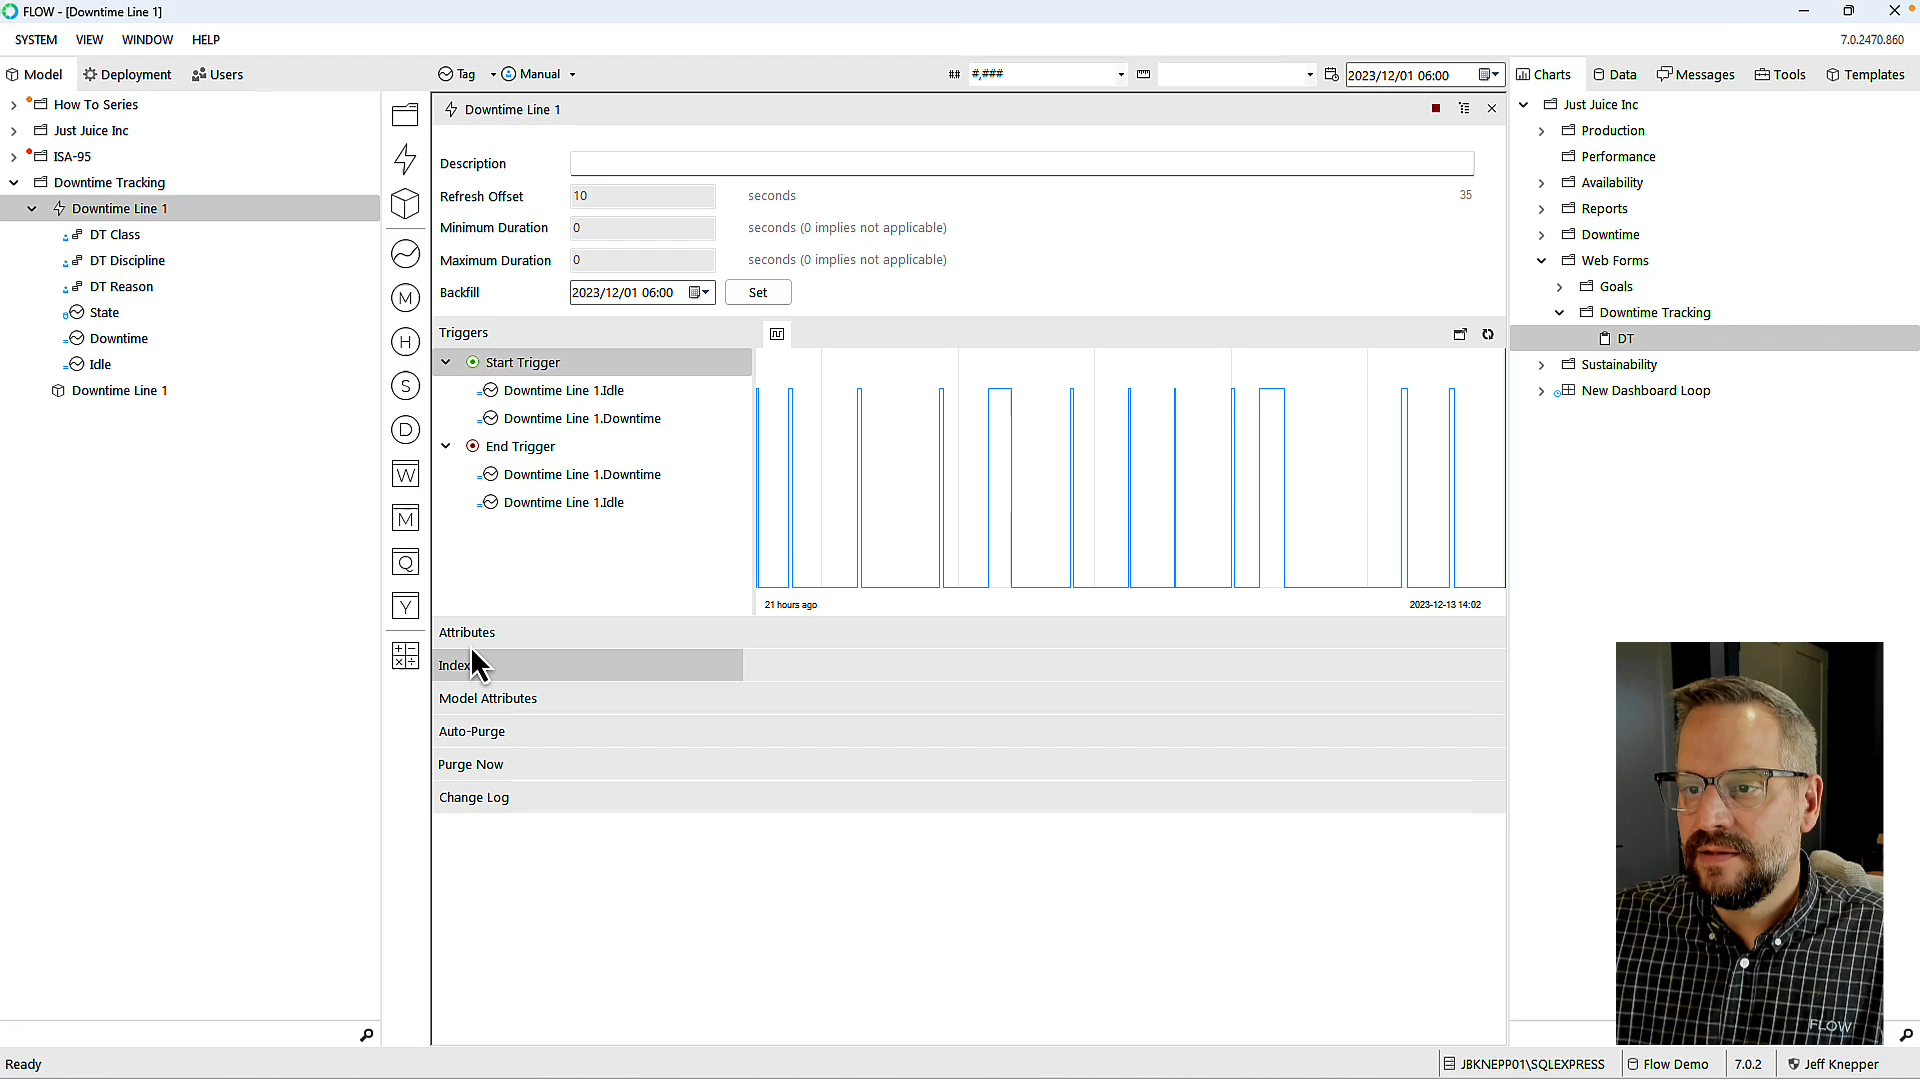 FLOW - [Downtime Line 1]
SYSTEM VIEW WINDOW HELP
7.0.2470.860
Model Deployment Users
Tag Manual
## #,### 2023/12/01 06:00
Charts Data Messages Tools Templates
How To Series
Just Juice Inc
ISA-95
Downtime Tracking
Downtime Line 1
DT Class
DT Discipline
DT Reason
State
Downtime
Idle
Downtime Line 1
M
H
S
D
W
M
Q
Y
Downtime Line 1
Description
Refresh Offset 10 seconds 35
Minimum Duration 0 seconds (0 implies not applicable)
Maximum Duration 0 seconds (0 implies not applicable)
Backfill 2023/12/01 06:00 Set
Triggers
Start Trigger
Downtime Line 1.Idle
Downtime Line 1.Downtime
End Trigger
Downtime Line 1.Downtime
Downtime Line 1.Idle
21 hours ago 2023-12-13 14:02
Attributes
Index
Model Attributes
Auto-Purge
Purge Now
Change Log
Just Juice Inc
Production
Performance
Availability
Reports
Downtime
Web Forms
Goals
Downtime Tracking
DT
Sustainability
New Dashboard Loop
FLOW
Ready
JBKNEPP01\SQLEXPRESS Flow Demo 7.0.2 Jeff Knepper